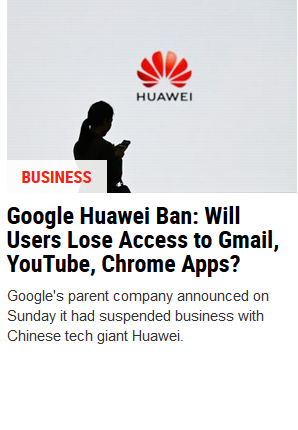 HUAWEI
BUSINESS
Google Huawei Ban: Will
Users Lose Access to Gmail,
YouTube, Chrome Apps?
Google's parent company announced on
Sunday it had suspended business with
Chinese tech giant Huawei.